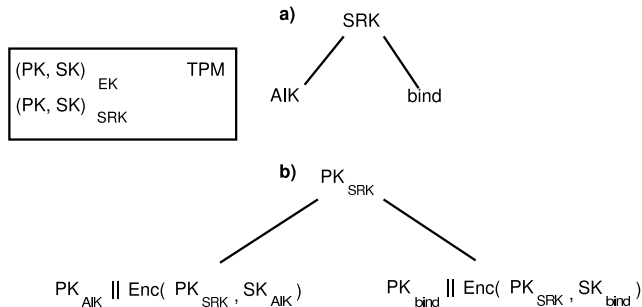 a) SRK
(PK, SK) EK TPM
(PK, SK) SRK
AIK bind
b) PK SRK
PK AIK || Enc( PK SRK , SK AIK ) PK bind || Enc( PK SRK , SK bind )